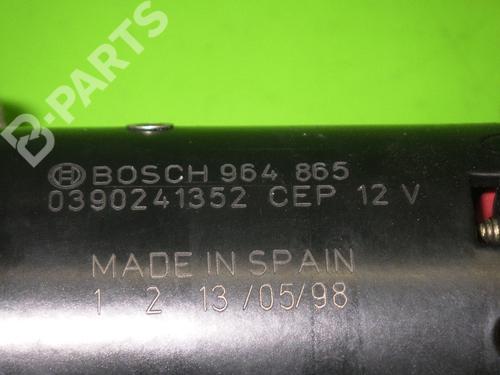 B-PARTS
BOSCH 964 865
0390241352 CEP 12 V
MADE IN SPAIN
1 2 13/05/98